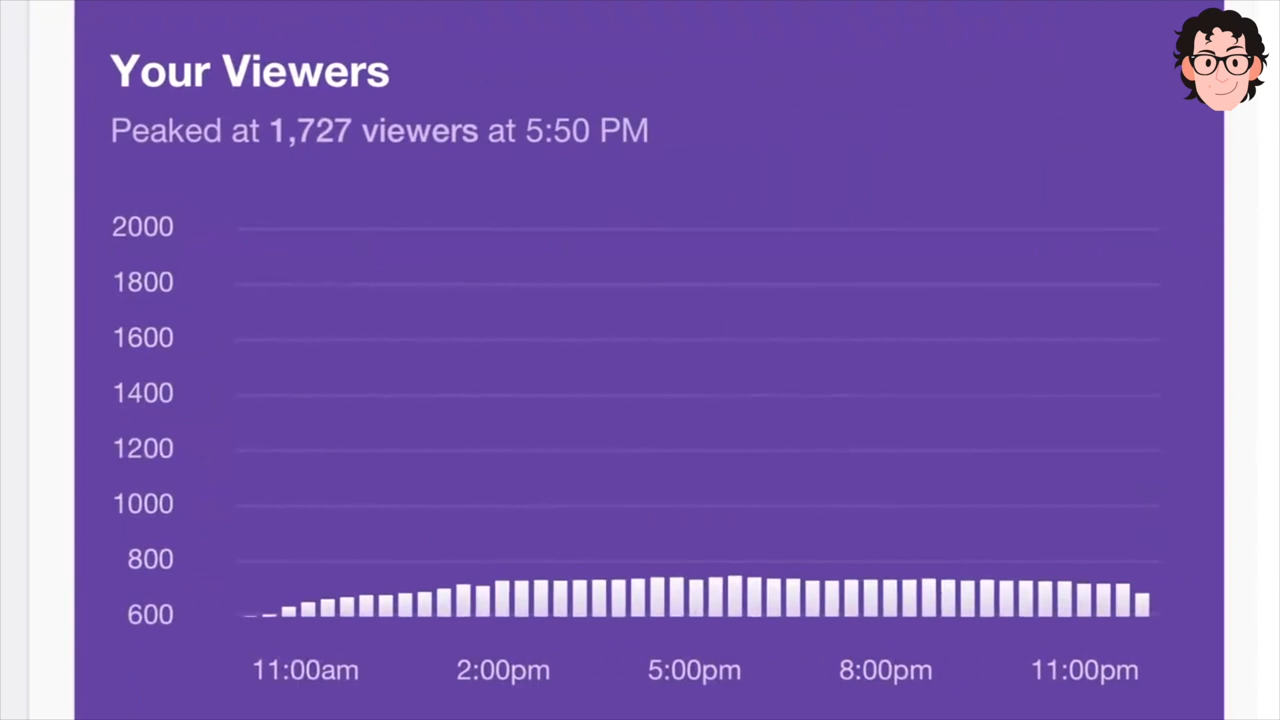 Your Viewers
Peaked at 1,727 viewers at 5:50 PM
2000
1800
1600
1400
1200
1000
800
600
11:00am 2:00pm 5:00pm 8:00pm 11:00pm